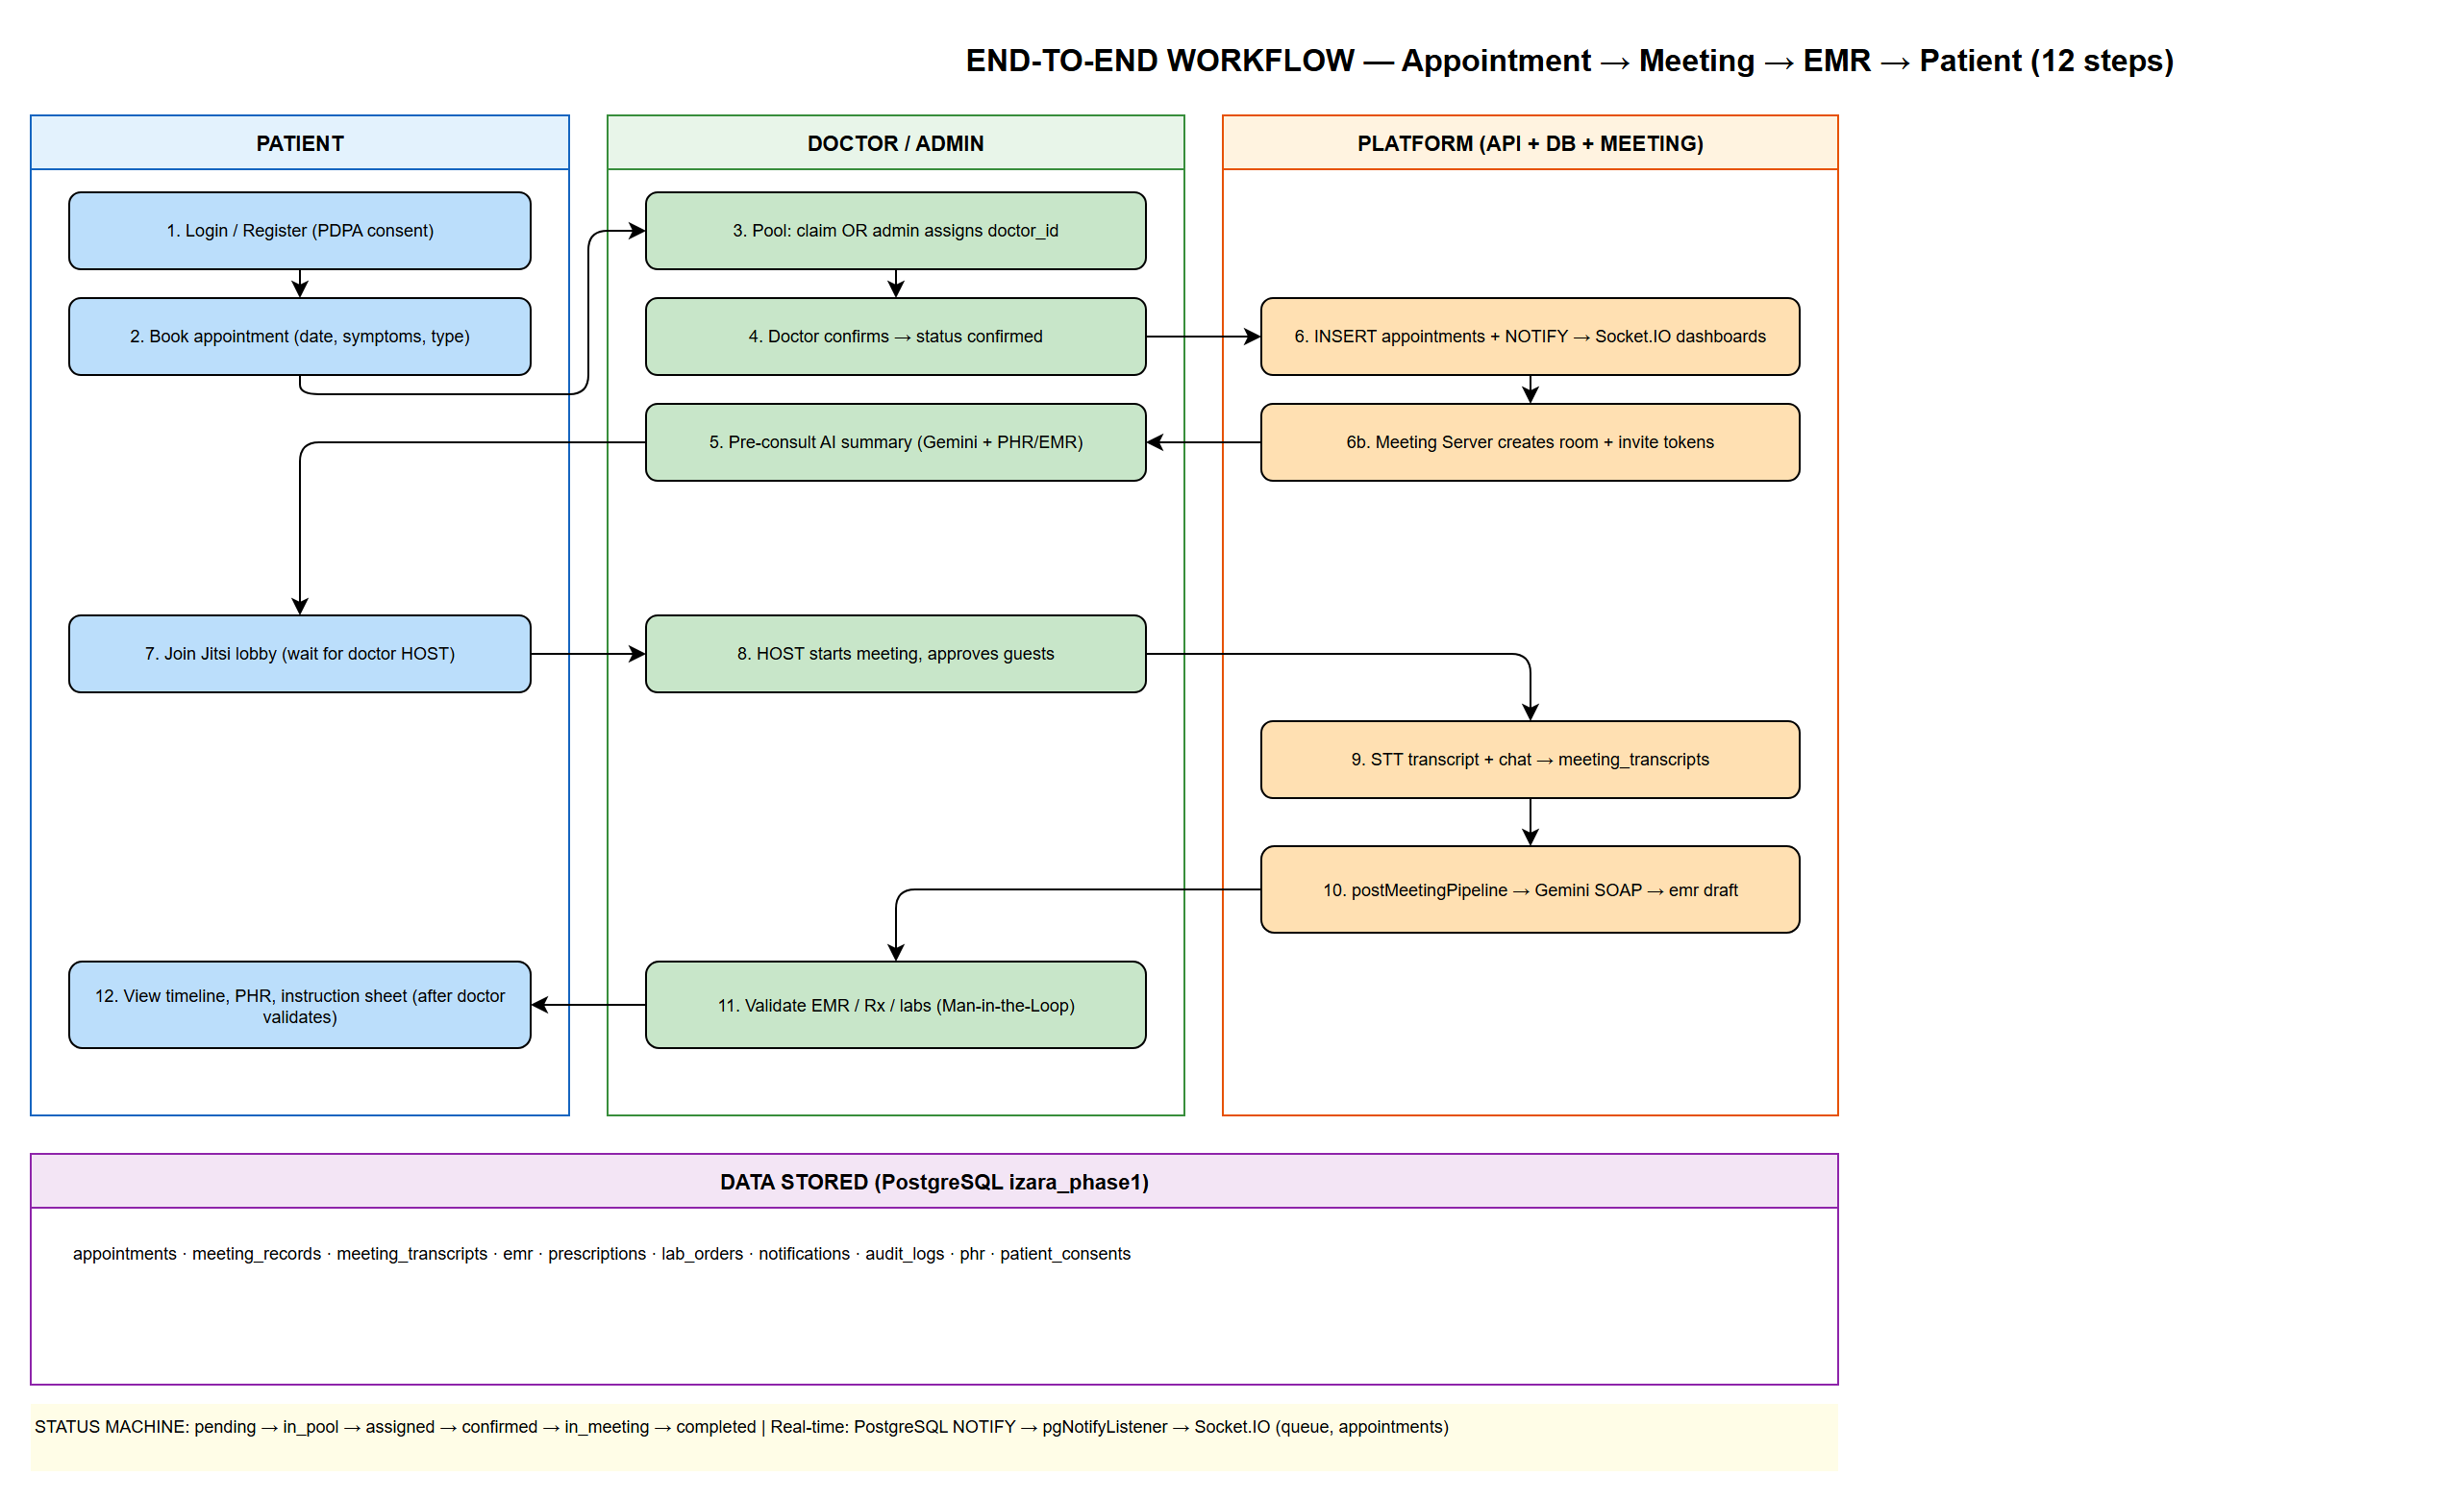 END-TO-END WORKFLOW — Appointment → Meeting → EMR → Patient (12 steps)
PATIENT
DOCTOR / ADMIN
PLATFORM (API + DB + MEETING)
1. Login / Register (PDPA consent)
3. Pool: claim OR admin assigns doctor_id
2. Book appointment (date, symptoms, type)
4. Doctor confirms → status confirmed
6. INSERT appointments + NOTIFY → Socket.IO dashboards
5. Pre-consult AI summary (Gemini + PHR/EMR)
6b. Meeting Server creates room + invite tokens
7. Join Jitsi lobby (wait for doctor HOST)
8. HOST starts meeting, approves guests
9. STT transcript + chat → meeting_transcripts
10. postMeetingPipeline → Gemini SOAP → emr draft
12. View timeline, PHR, instruction sheet (after doctor
validates)
11. Validate EMR / Rx / labs (Man-in-the-Loop)
DATA STORED (PostgreSQL izara_phase1)
appointments · meeting_records · meeting_transcripts · emr · prescriptions · lab_orders · notifications · audit_logs · phr · patient_consents
STATUS MACHINE: pending → in_pool → assigned → confirmed → in_meeting → completed | Real-time: PostgreSQL NOTIFY → pgNotifyListener → Socket.IO (queue, appointments)